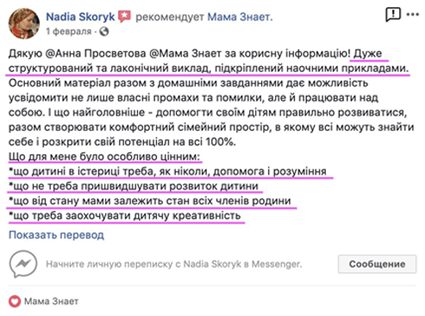 Nadia Skoryk рекомендует Мама Знает.
1 февраля ·
Дякую @Анна Просветова @Мама Знает за корисну інформацію! Дуже
структурований та лаконічний виклад, підкріплений наочними прикладами.
Основний матеріал разом з домашніми завданнями дає можливість
усвідомити не лише власні промахи та помилки, але й працювати над
собою. І що найголовніше - допомогти своїм дітям правильно розвиватися,
разом створювати комфортний сімейний простір, в якому всі можуть знайти
себе і розкрити свій потенціал на всі 100%.
Що для мене було особливо цінним:
*що дитині в істериці треба, як ніколи, допомога і розуміння
*що не треба пришвидшувати розвиток дитини
*що від стану мами залежить стан всіх членів родини
*що треба заохочувати дитячу креативність
Показать перевод
Начните личную переписку с Nadia Skoryk в Messenger.
Сообщение
Мама Знает